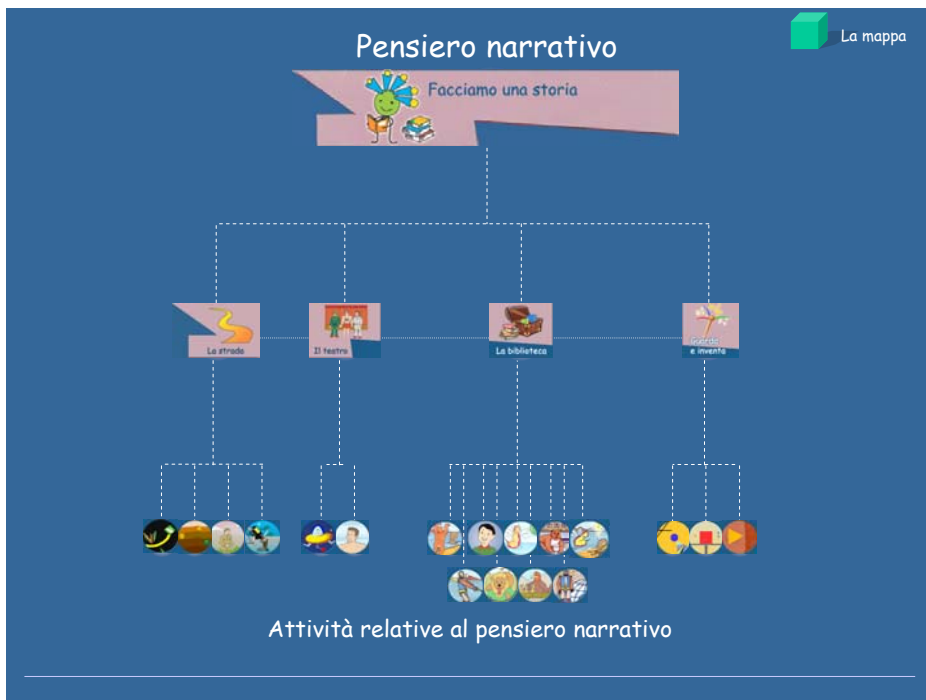 La mappa
Pensiero narrativo
Facciamo una storia
La strada
Il teatro
La biblioteca
Guarda
e inventa
Attività relative al pensiero narrativo